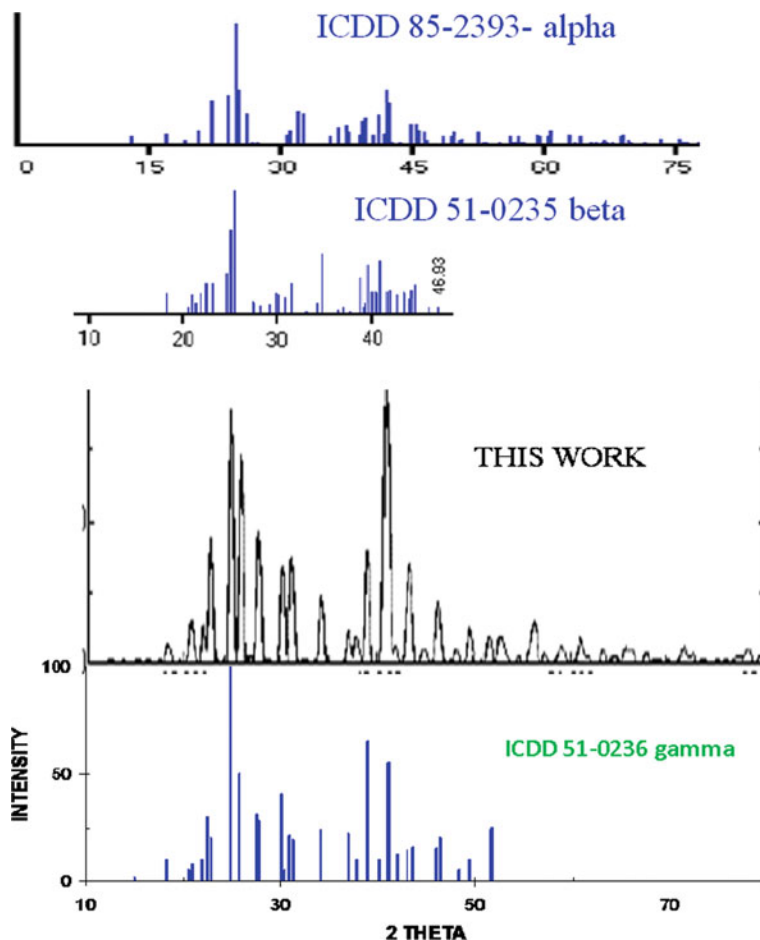 ICDD 85-2393- alpha
0 15 30 45 60 75
ICDD 51-0235 beta
46.93
10 20 30 40
THIS WORK
100
INTENSITY
ICDD 51-0236 gamma
50
0
10 30 50 70
2 THETA